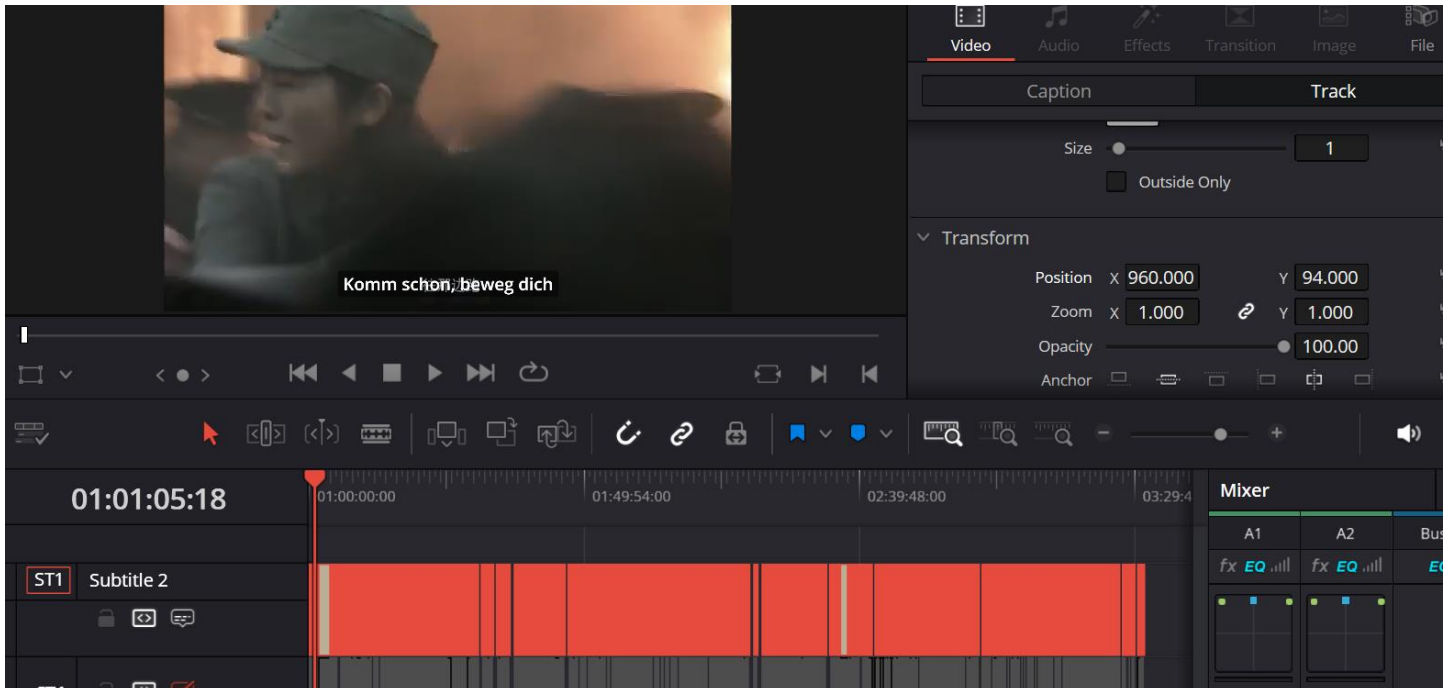 Video
Audio
Effects
Transition
Image
File
Caption
Track
Size
1
Outside Only
Transform
Position X 960.000 Y 94.000
Zoom X 1.000 Y 1.000
Opacity 100.00
Anchor
Komm schon, beweg dich
01:01:05:18
01:00:00:00
01:49:54:00
02:39:48:00
03:29:4
Mixer
A1
A2
Bus
fx EQ
fx EQ
EQ
ST1
Subtitle 2